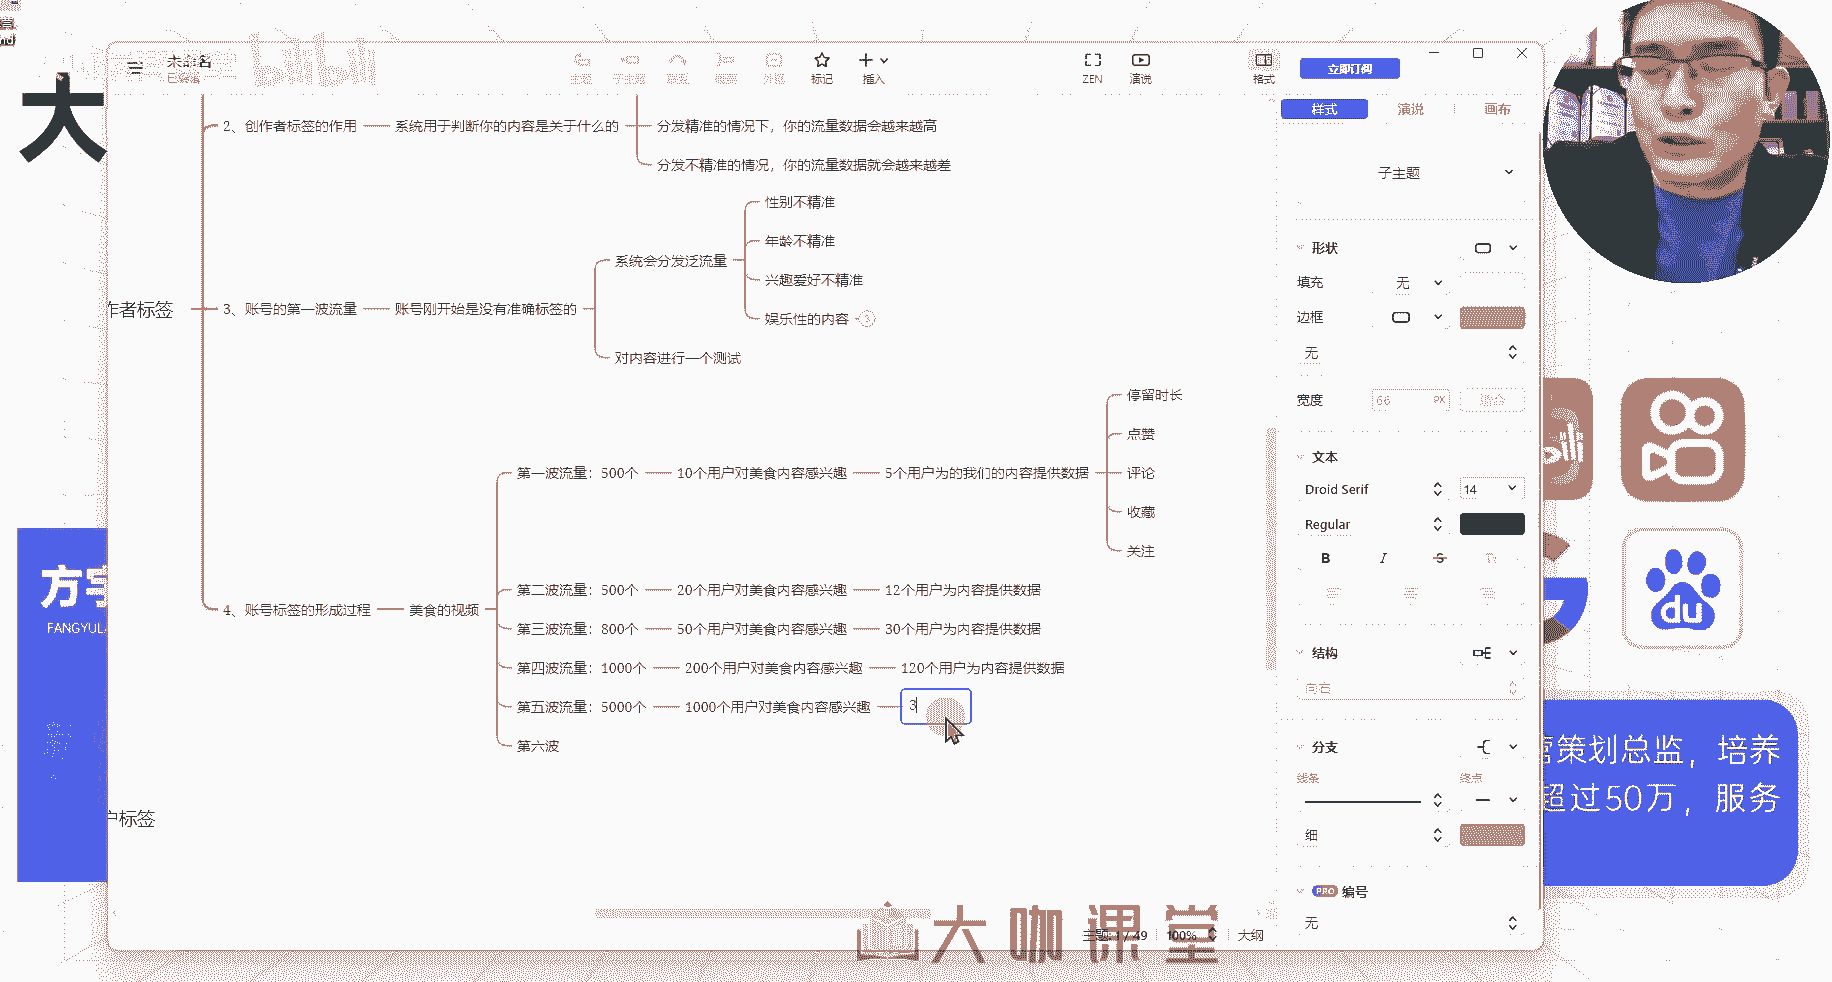 nd
大
未命名
已编辑
bilibili
主题
子主题
概要
外框
标记
插入
ZEN
演说
格式
立即订阅
样式
演说
画布
2、创作者标签的作用
系统用于判断你的内容是关于什么的
分发精准的情况下，你的流量数据会越来越高
分发不精准的情况，你的流量数据就会越来越差
作者标签
3、账号的第一波流量
账号刚开始是没有准确标签的
系统会分发泛流量
性别不精准
年龄不精准
兴趣爱好不精准
娱乐性的内容
3
对内容进行一个测试
4、账号标签的形成过程
美食的视频
第一波流量：500个
10个用户对美食内容感兴趣
5个用户为的我们的内容提供数据
停留时长
点赞
评论
收藏
关注
第二波流量：500个
20个用户对美食内容感兴趣
12个用户为内容提供数据
第三波流量：800个
50个用户对美食内容感兴趣
30个用户为内容提供数据
第四波流量：1000个
200个用户对美食内容感兴趣
120个用户为内容提供数据
第五波流量：5000个
1000个用户对美食内容感兴趣
3
第六波
户标签
子主题
形状
填充
无
边框
无
宽度
66
PX
适合
文本
Droid Serif
14
Regular
B
I
S
结构
向右
分支
线条
终点
细
PRO 编号
无
主题: 1 / 49
100%
大纲
大咖课堂
方宇
FANGYUL
du
营策划总监，培养
超过50万，服务